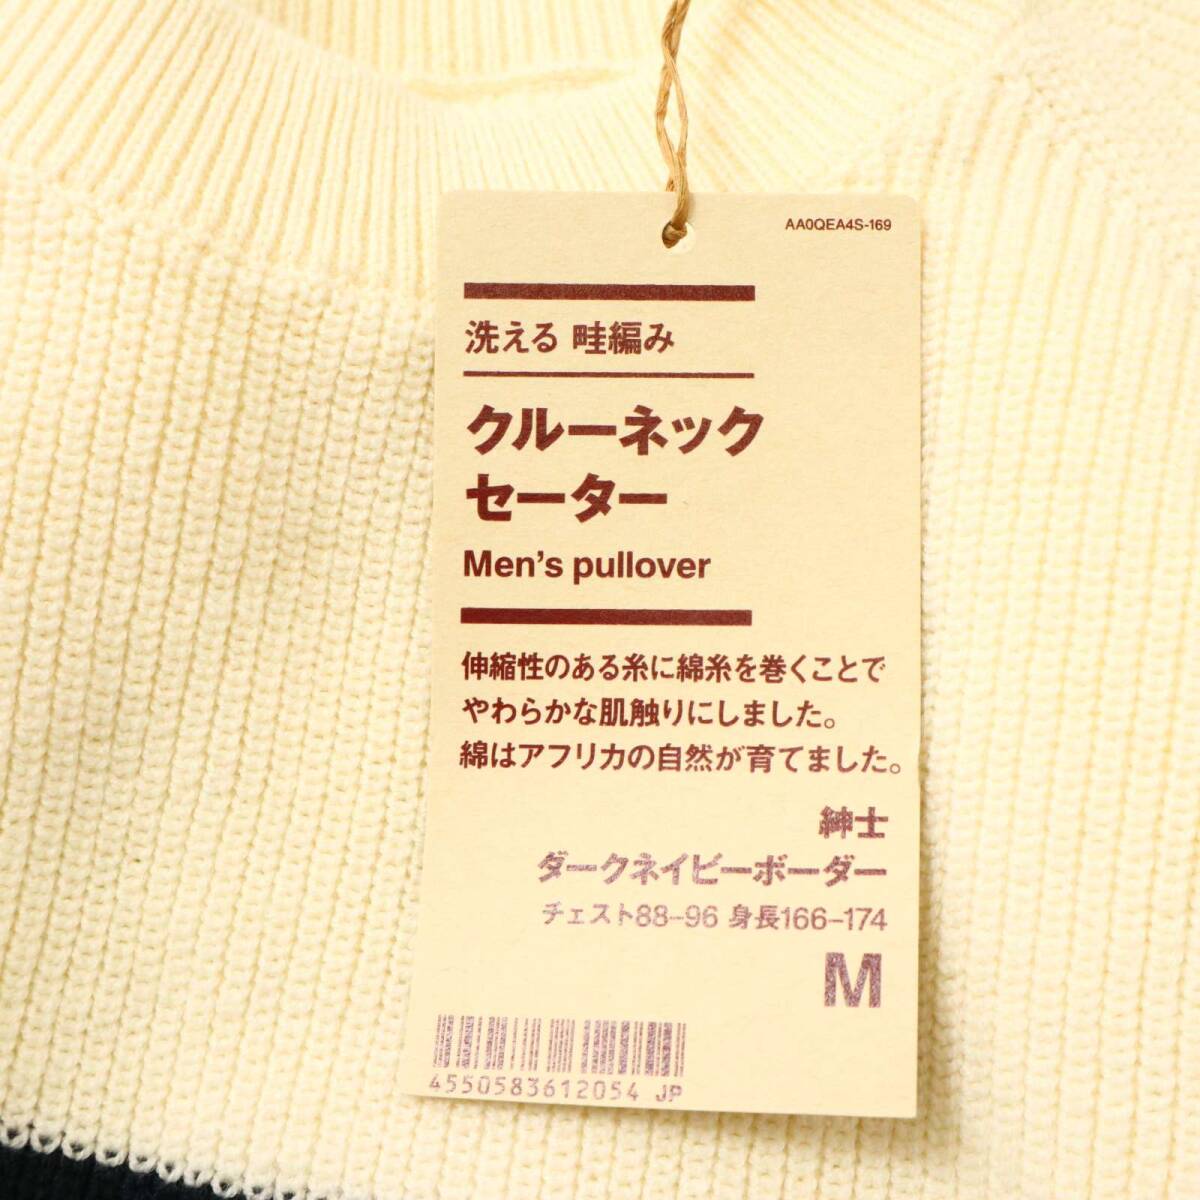 AA0QEA4S-169
洗える 畦編み
クルーネック
セーター
Men's pullover
伸縮性のある糸に綿糸を巻くことで
やわらかな肌触りにしました。
綿はアフリカの自然が育てました。
紳士
ダークネイビーボーダー
チェスト88-96 身長166-174
M
4550583612054 JP